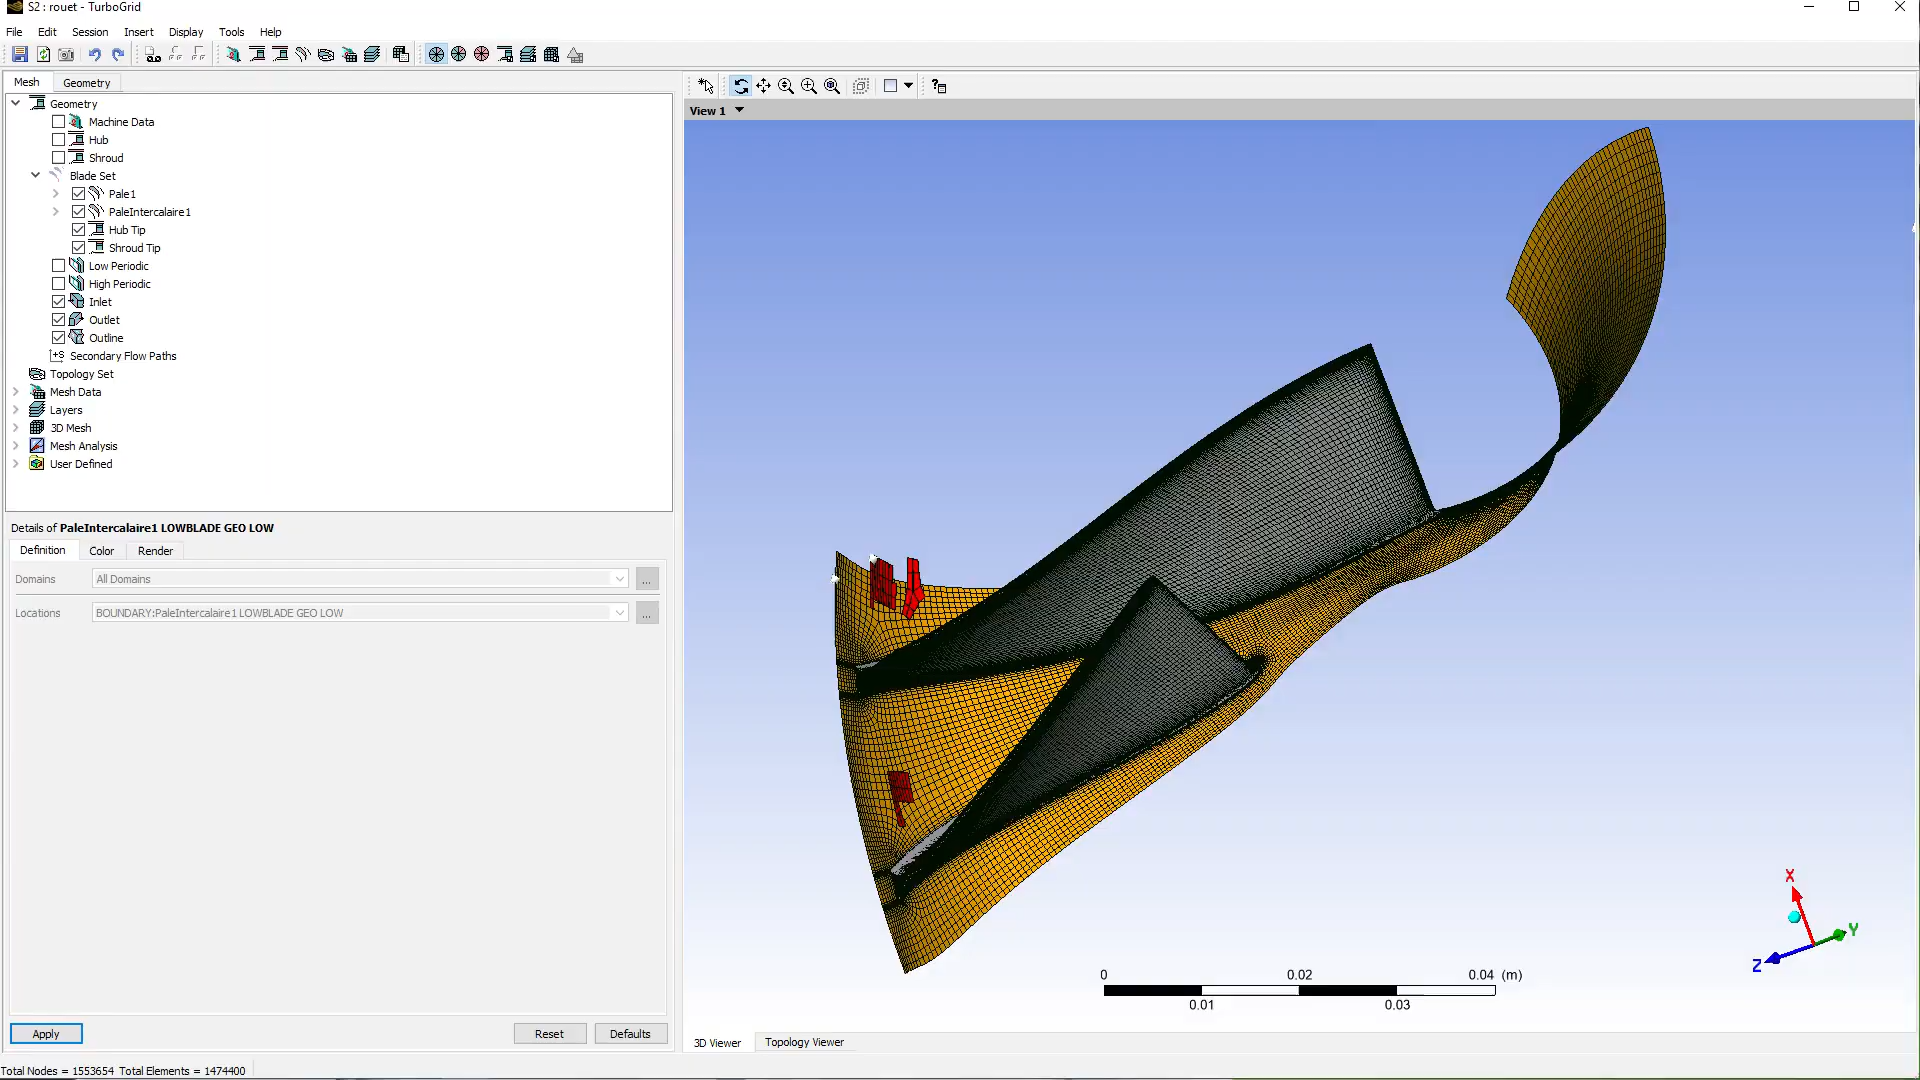 S2 : rouet - TurboGrid
File Edit Session Insert Display Tools Help
Mesh Geometry
Geometry
Machine Data
Hub
Shroud
Blade Set
Pale1
PaleIntercalaire1
Hub Tip
Shroud Tip
Low Periodic
High Periodic
Inlet
Outlet
Outline
Secondary Flow Paths
Topology Set
Mesh Data
Layers
3D Mesh
Mesh Analysis
User Defined
Details of PaleIntercalaire1 LOWBLADE GEO LOW
Definition Color Render
Domains All Domains ...
Locations BOUNDARY:PaleIntercalaire1 LOWBLADE GEO LOW ...
Apply Reset Defaults
Total Nodes = 1553654 Total Elements = 1474400
View 1
X
Y
Z
0 0.02 0.04 (m)
0.01 0.03
3D Viewer Topology Viewer